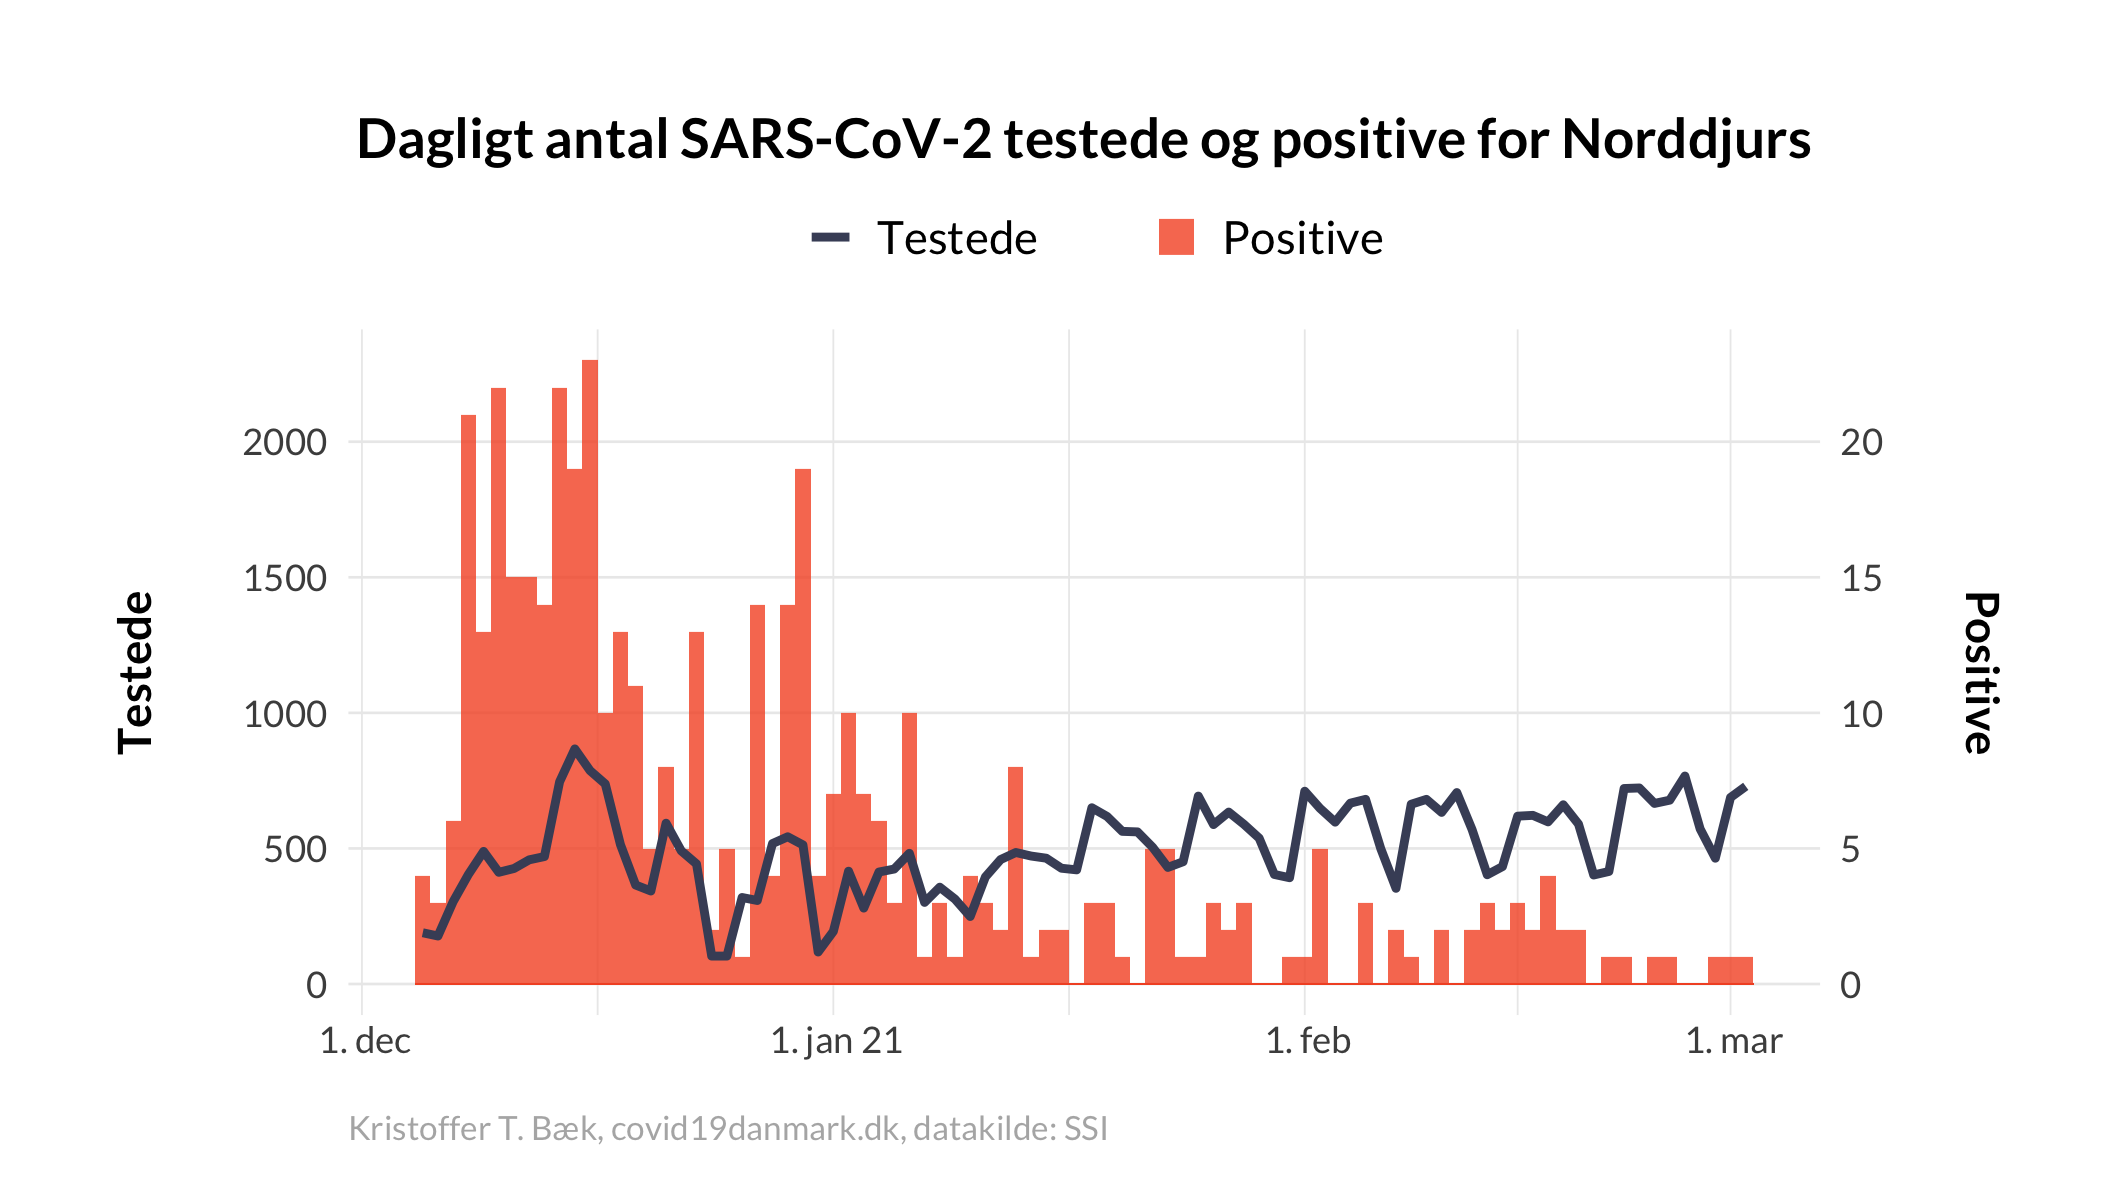 Dagligt antal SARS-CoV-2 testede og positive for Norddjurs
Testede
Positive
Testede
2000
1500
1000
500
0
20
15
10
5
0
Positive
1. dec
1. jan 21
1. feb
1. mar
Kristoffer T. Bæk, covid19danmark.dk, datakilde: SSI